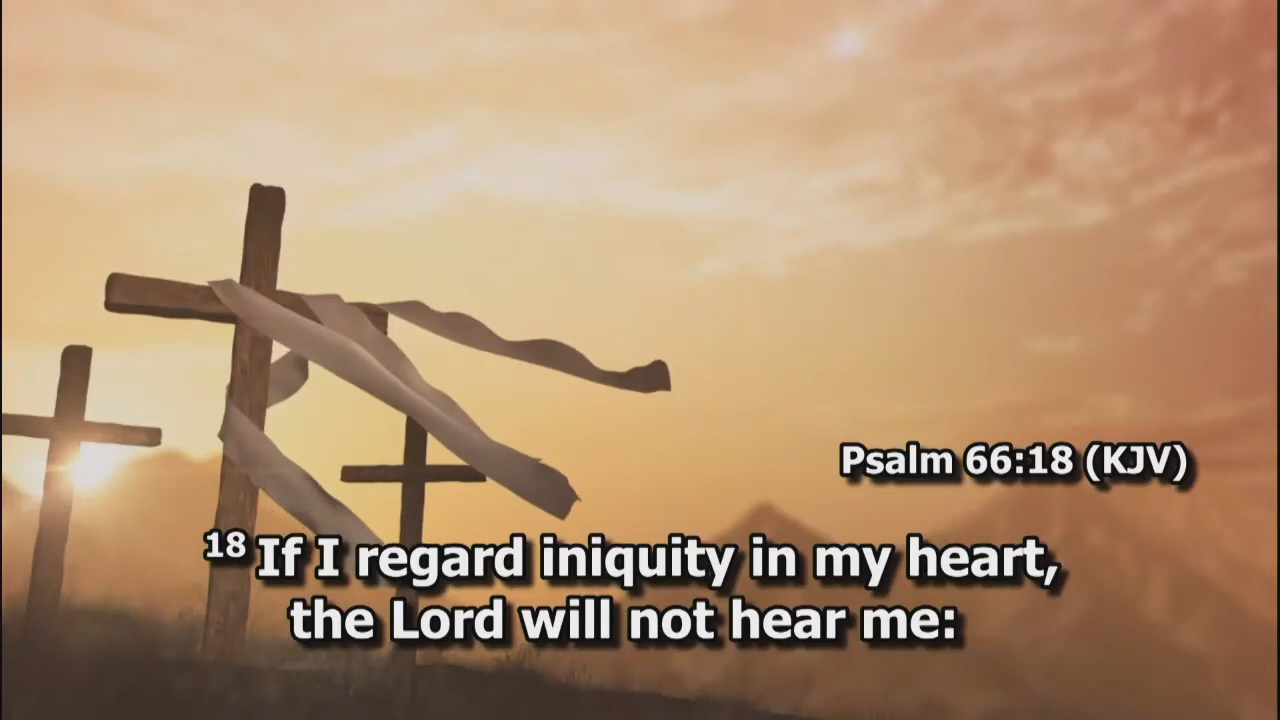 Psalm 66:18 (KJV)
18 If I regard iniquity in my heart,
the Lord will not hear me: